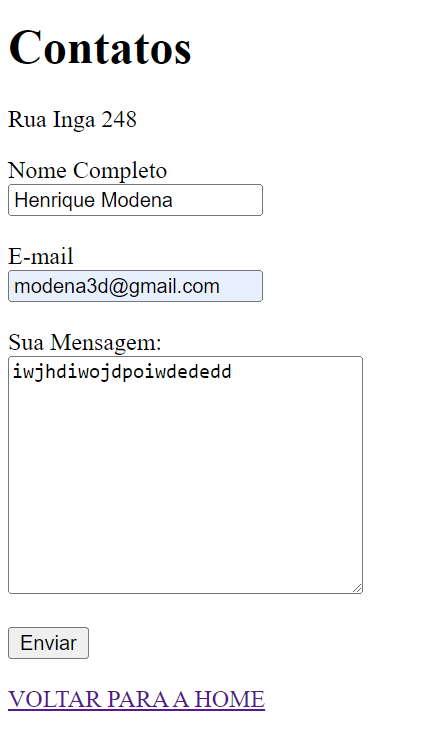 Contatos
Rua Inga 248
Nome Completo
Henrique Modena
E-mail
modena3d@gmail.com
Sua Mensagem:
iwjhdiwojdpoiwdededd
Enviar
VOLTAR PARA A HOME